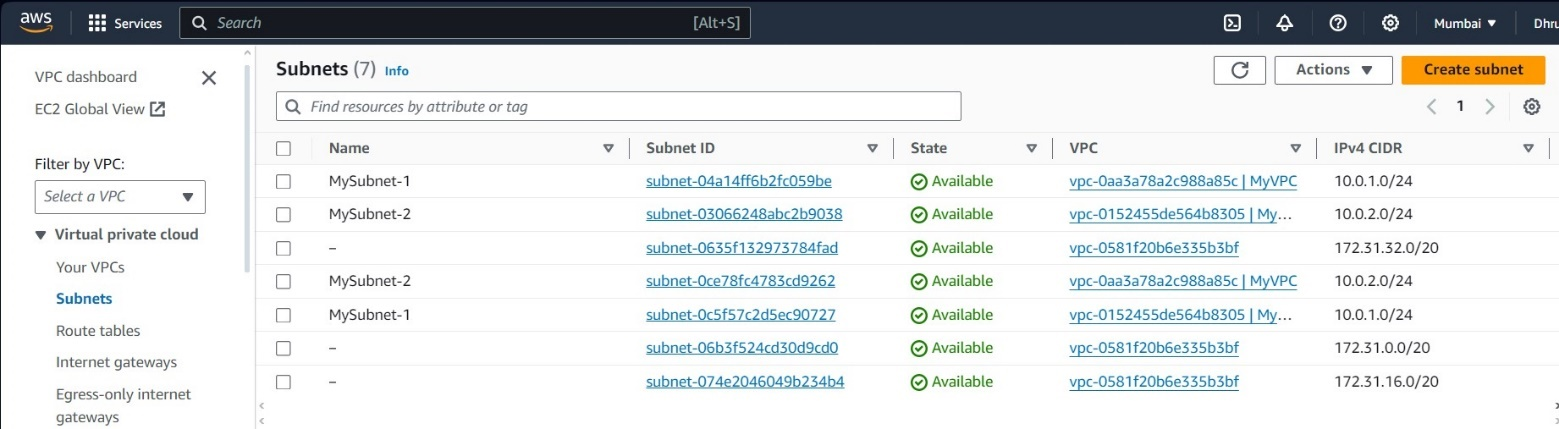 aws Services Search [Alt+S] Mumbai Dhru
VPC dashboard
EC2 Global View
Filter by VPC:
Select a VPC
Virtual private cloud
Your VPCs
Subnets
Route tables
Internet gateways
Egress-only internet
gateways
Subnets (7) Info Actions Create subnet
Find resources by attribute or tag 1
Name Subnet ID State VPC IPv4 CIDR
MySubnet-1 subnet-04a14ff6b2fc059be Available vpc-0aa3a78a2c988a85c | MyVPC 10.0.1.0/24
MySubnet-2 subnet-03066248abc2b9038 Available vpc-0152455de564b8305 | My... 10.0.2.0/24
– subnet-0635f132973784fad Available vpc-0581f20b6e335b3bf 172.31.32.0/20
MySubnet-2 subnet-0ce78fc4783cd9262 Available vpc-0aa3a78a2c988a85c | MyVPC 10.0.2.0/24
MySubnet-1 subnet-0c5f57c2d5ec90727 Available vpc-0152455de564b8305 | My... 10.0.1.0/24
– subnet-06b3f524cd30d9cd0 Available vpc-0581f20b6e335b3bf 172.31.0.0/20
– subnet-074e2046049b234b4 Available vpc-0581f20b6e335b3bf 172.31.16.0/20